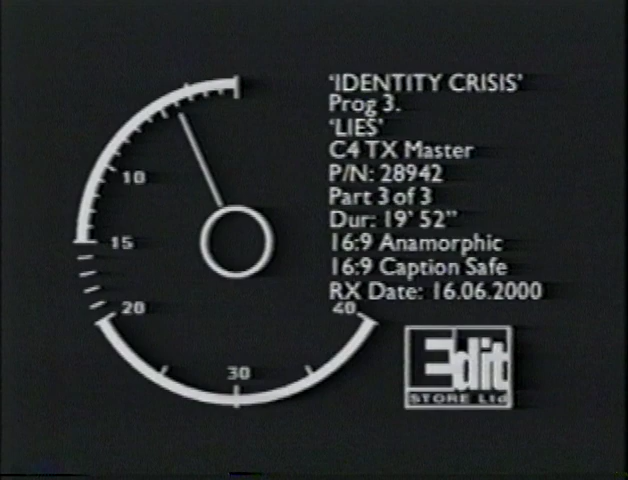 'IDENTITY CRISIS'
Prog 3.
'LIES'
C4 TX Master
P/N: 28942
Part 3 of 3
Dur: 19' 52"
16:9 Anamorphic
16:9 Caption Safe
RX Date: 16.06.2000
10
15
20
30
40
Edit
STORE Ltd